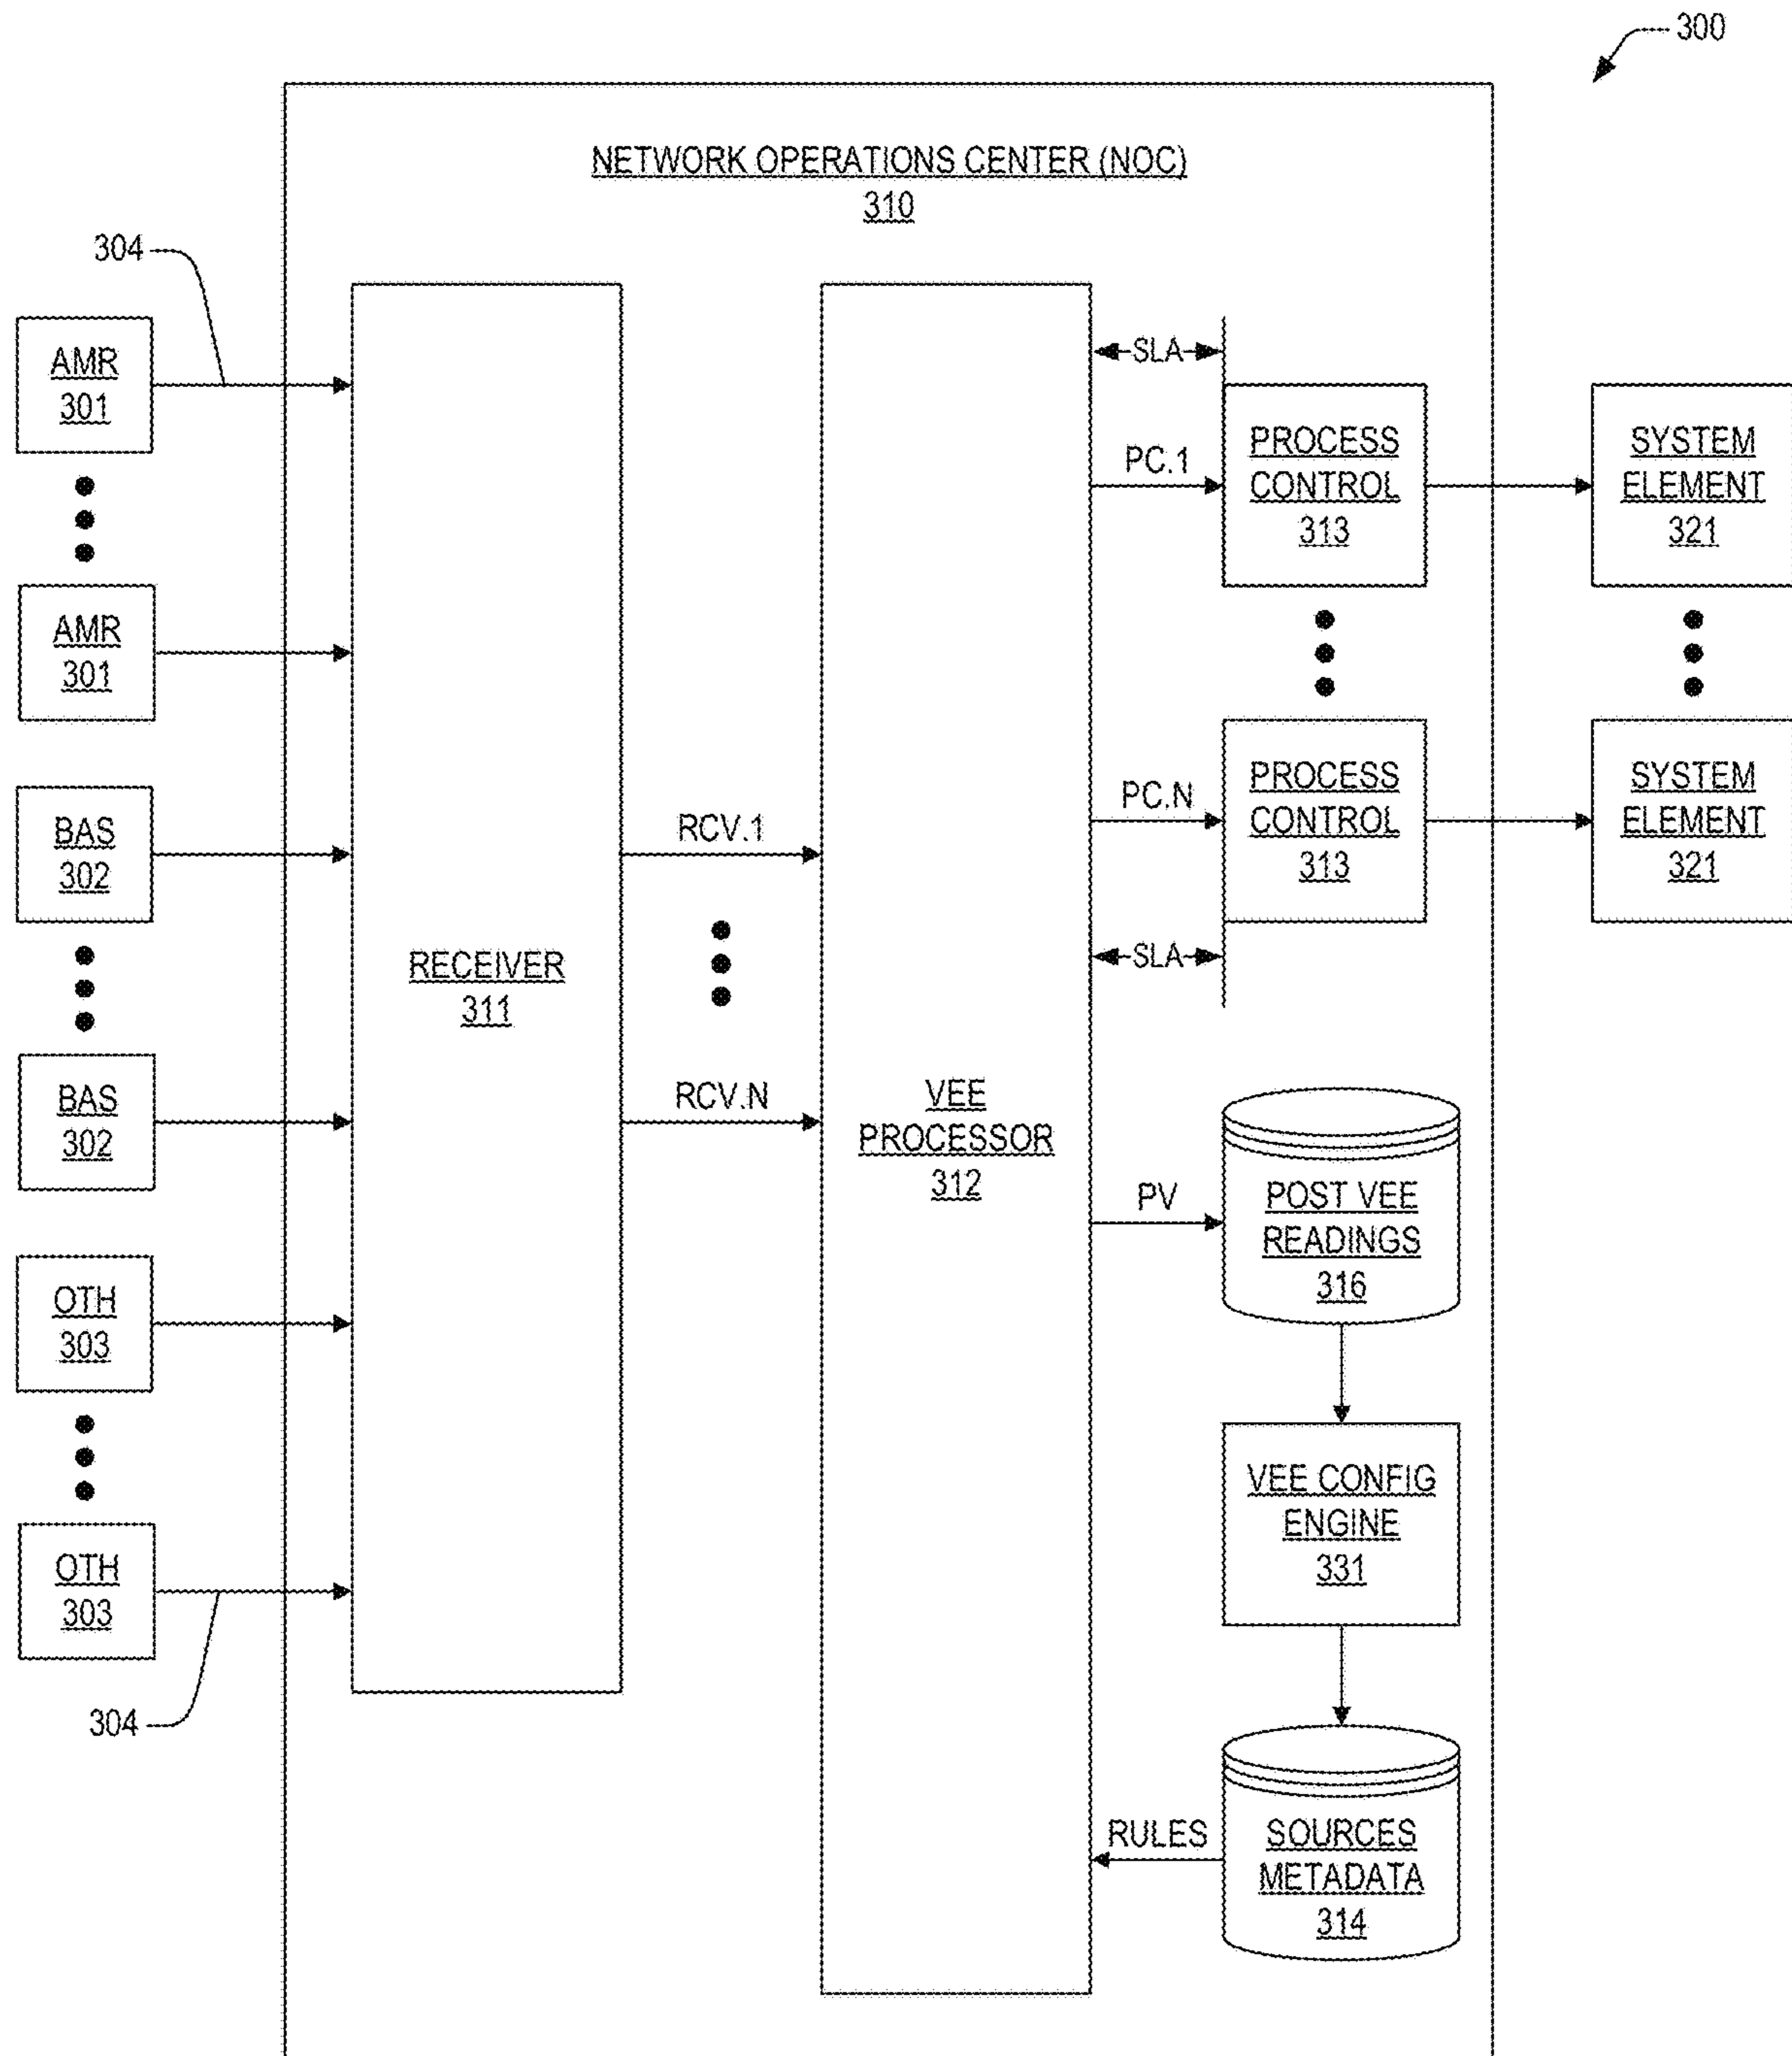 300
NETWORK OPERATIONS CENTER (NOC)
310
304
AMR
301
AMR
301
BAS
302
BAS
302
OTH
303
OTH
303
304
RECEIVER
311
RCV.1
RCV.N
VEE
PROCESSOR
312
SLA
PC.1
PROCESS
CONTROL
313
SYSTEM
ELEMENT
321
PC.N
PROCESS
CONTROL
313
SYSTEM
ELEMENT
321
SLA
PV
POST VEE
READINGS
316
VEE CONFIG
ENGINE
331
RULES
SOURCES
METADATA
314